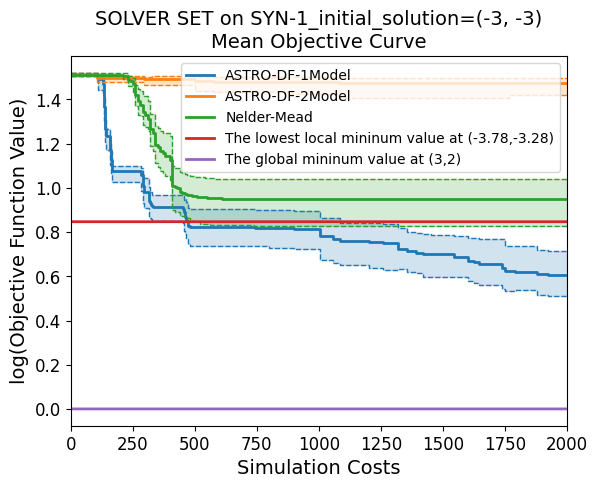 SOLVER SET on SYN-1_initial_solution=(-3, -3)
Mean Objective Curve
log(Objective Function Value)
1.4
1.2
1.0
0.8
0.6
0.4
0.2
0.0
ASTRO-DF-1Model
ASTRO-DF-2Model
Nelder-Mead
The lowest local mininum value at (-3.78,-3.28)
The global mininum value at (3,2)
0
250
500
750
1000
1250
1500
1750
2000
Simulation Costs